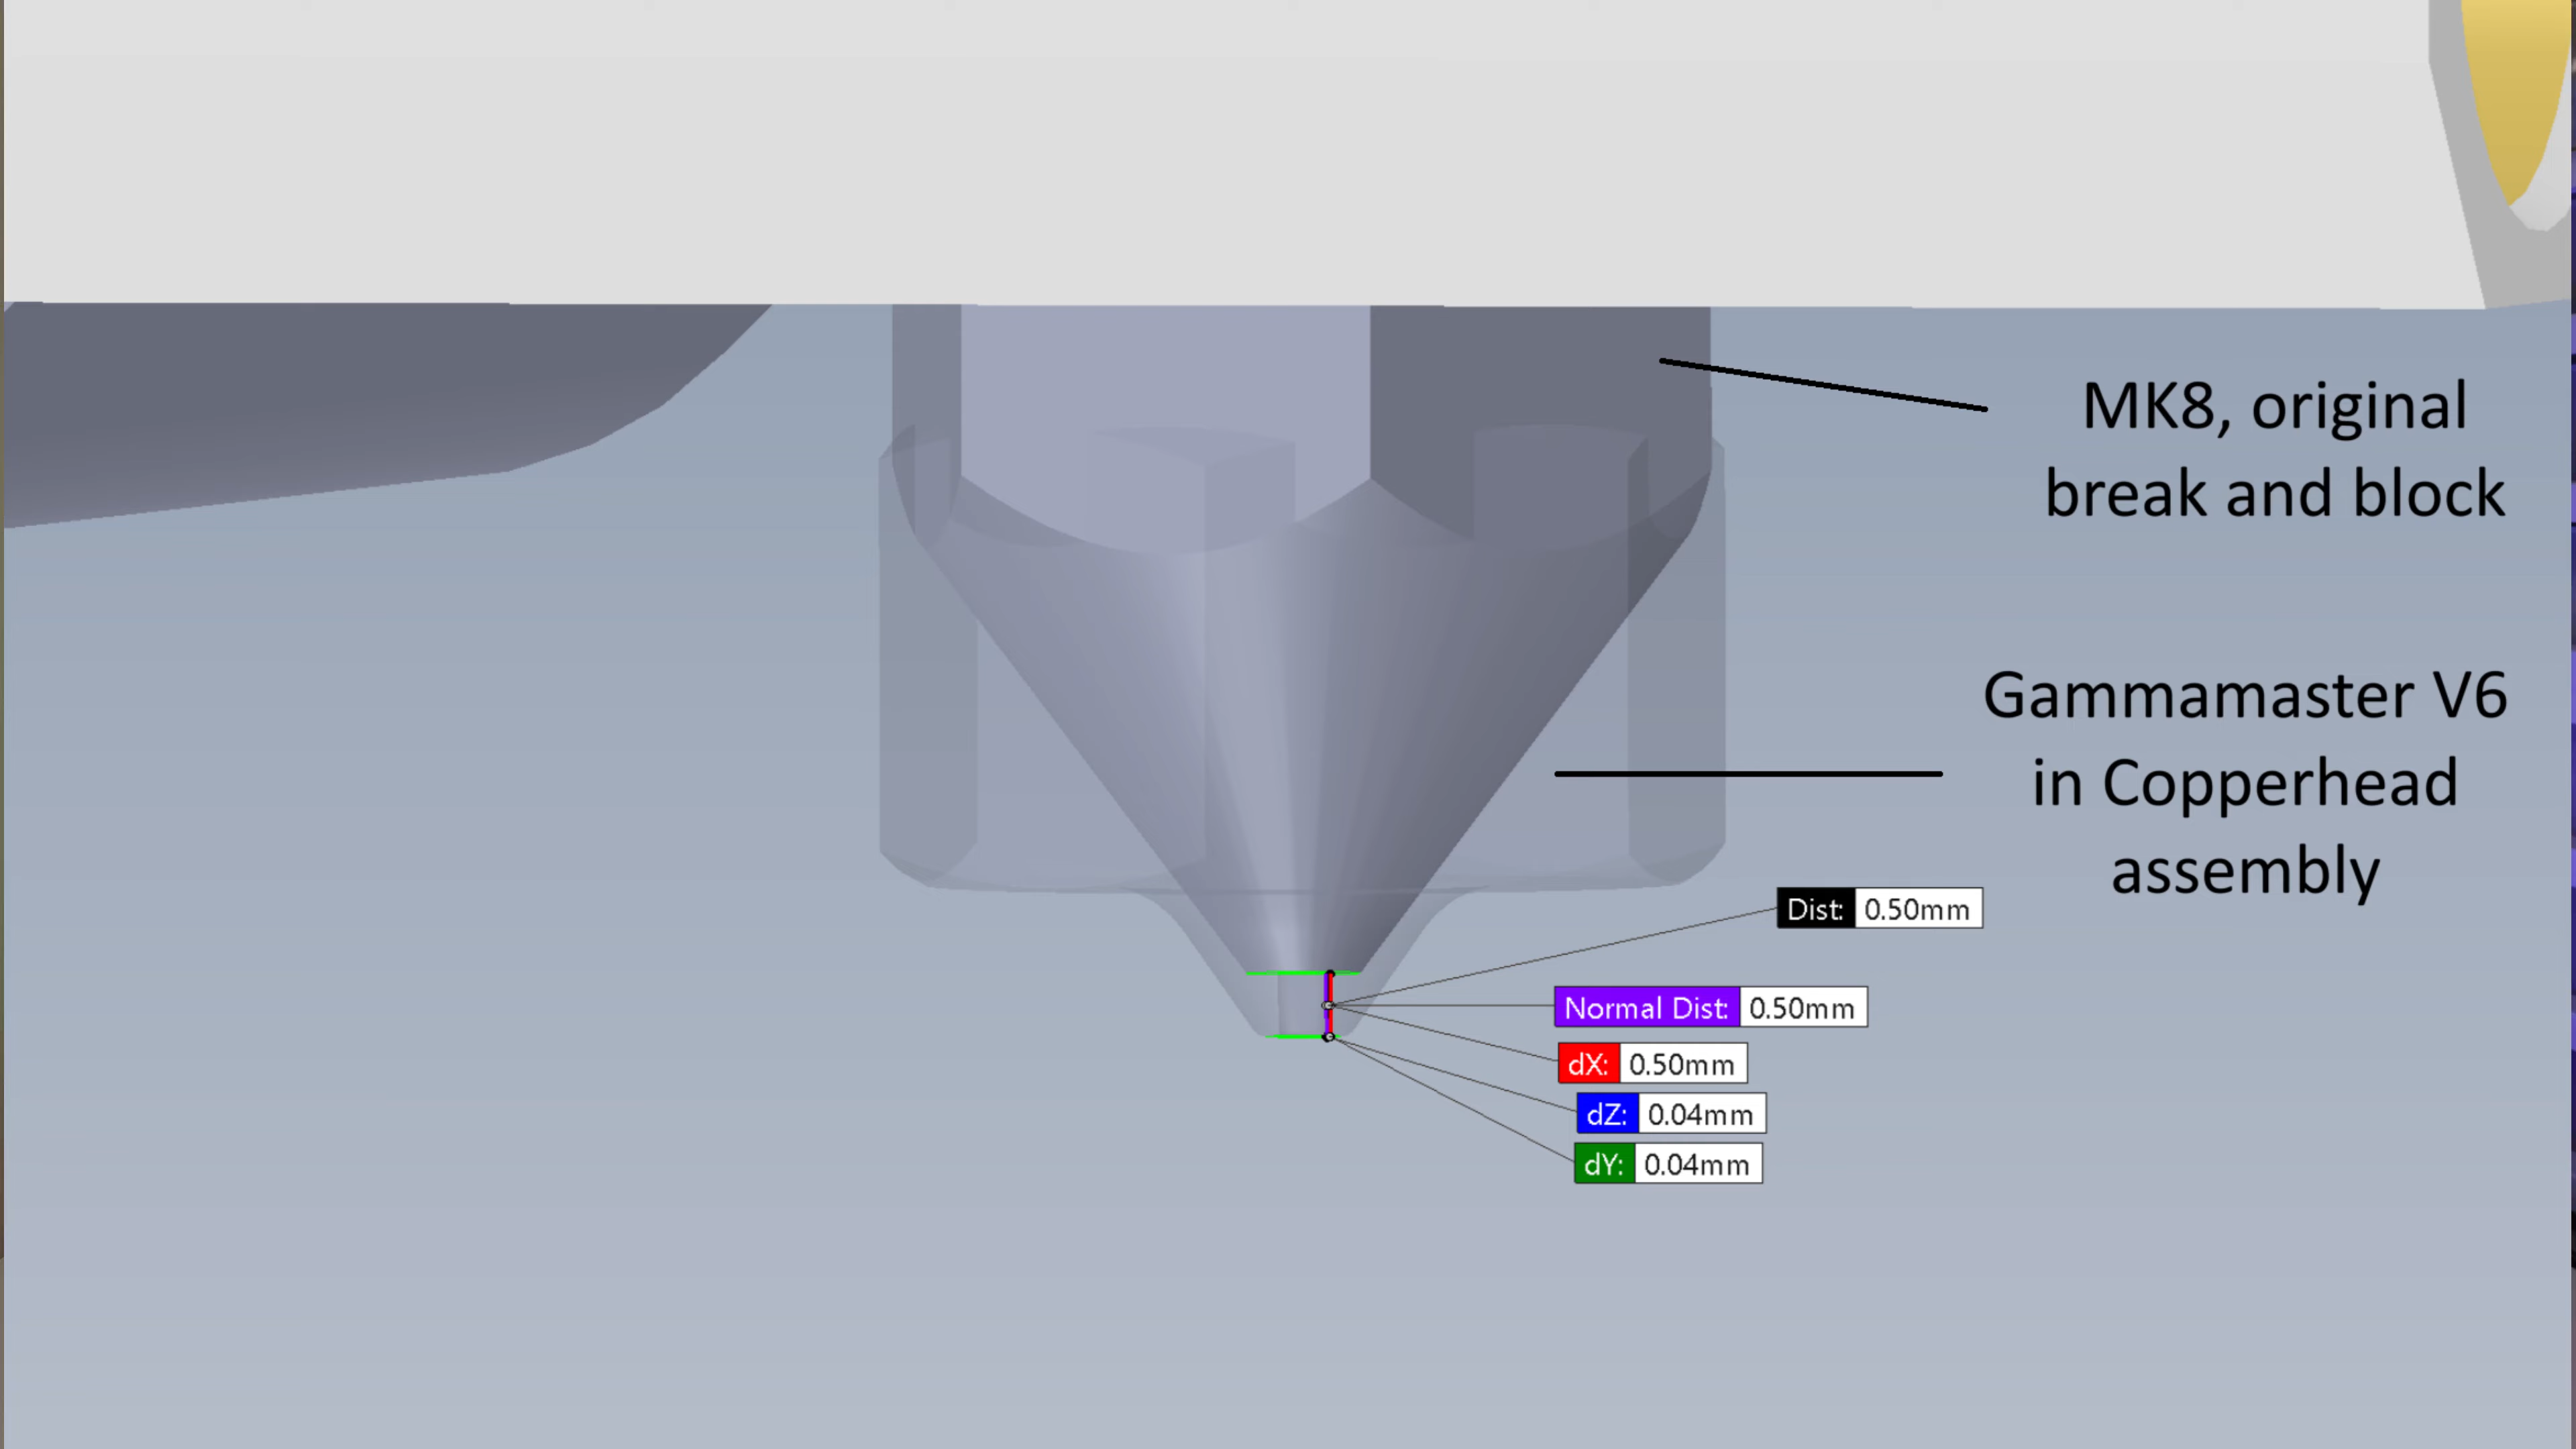 MK8, original
break and block
Gammamaster V6
in Copperhead
assembly
Dist: 0.50mm
Normal Dist: 0.50mm
dX: 0.50mm
dZ: 0.04mm
dY: 0.04mm